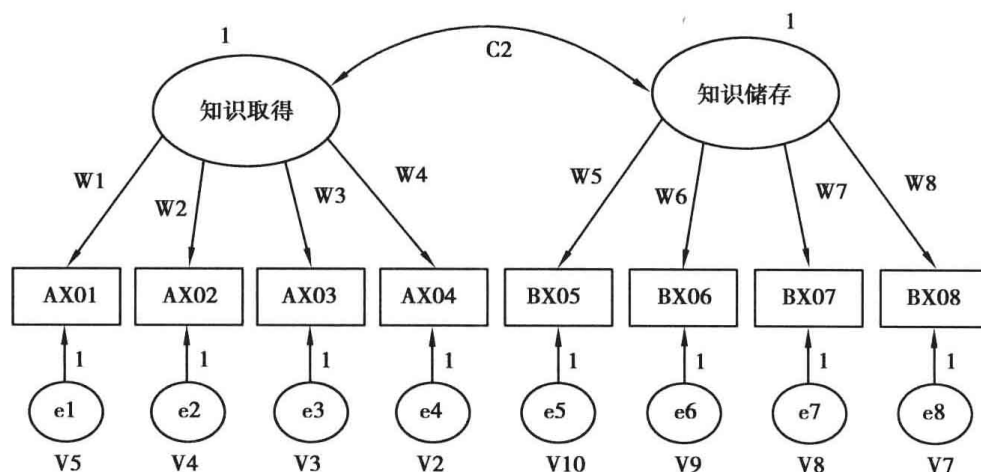 1
1
C2
知识取得
知识储存
W1
W2
W3
W4
W5
W6
W7
W8
AX01
AX02
AX03
AX04
BX05
BX06
BX07
BX08
1
1
1
1
1
1
1
1
e1
e2
e3
e4
e5
e6
e7
e8
V5
V4
V3
V2
V10
V9
V8
V7